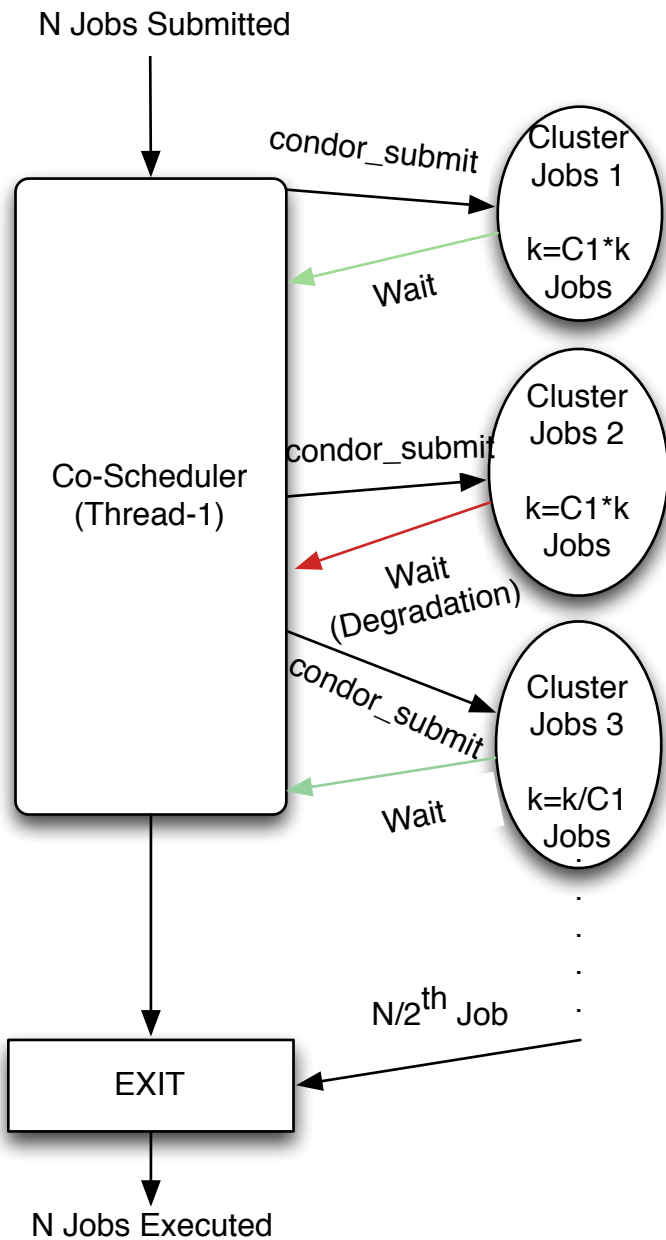 N Jobs Submitted
condor_submit
Cluster
Jobs 1
k=C1*k
Jobs
Wait
Co-Scheduler
(Thread-1)
condor_submit
Cluster
Jobs 2
k=C1*k
Jobs
Wait
(Degradation)
condor_submit
Cluster
Jobs 3
k=k/C1
Jobs
Wait
N/2th Job
EXIT
N Jobs Executed